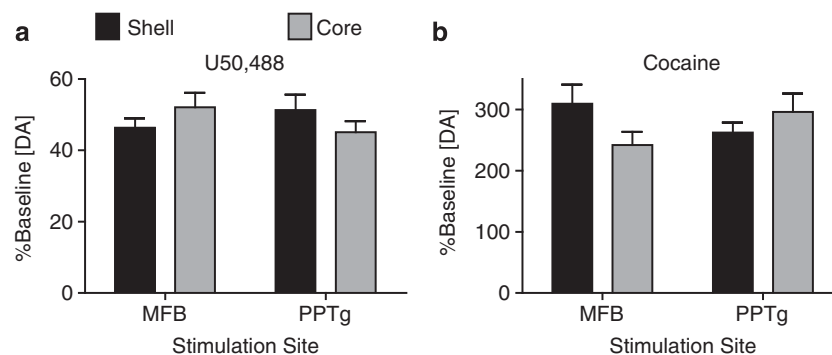 a Shell Core b
U50,488 Cocaine
%Baseline [DA]
60
40
20
0
MFB PPTg
Stimulation Site
%Baseline [DA]
300
200
100
0
MFB PPTg
Stimulation Site